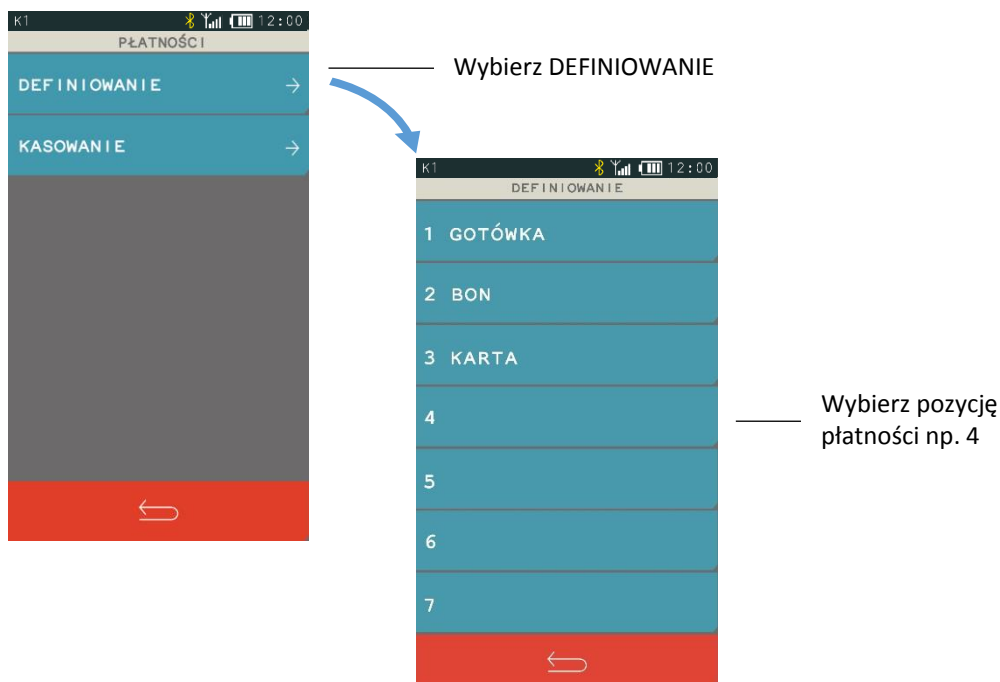 K1 12:00
PŁATNOŚCI
DEFINIOWANIE
KASOWANIE
Wybierz DEFINIOWANIE
K1 12:00
DEFINIOWANIE
1 GOTÓWKA
2 BON
3 KARTA
4
5
6
7
Wybierz pozycję
płatności np. 4